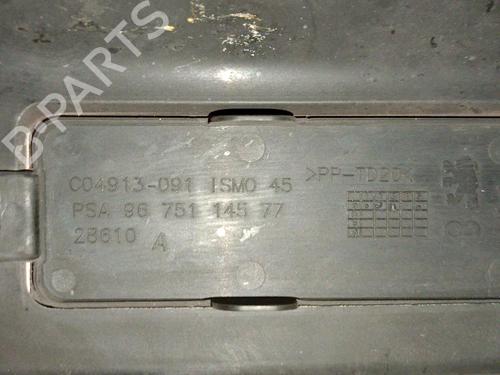 C04913-091 ISMO 45
PSA 96 751 145 77
28610 A
>PP-TD20<
D-PARTS